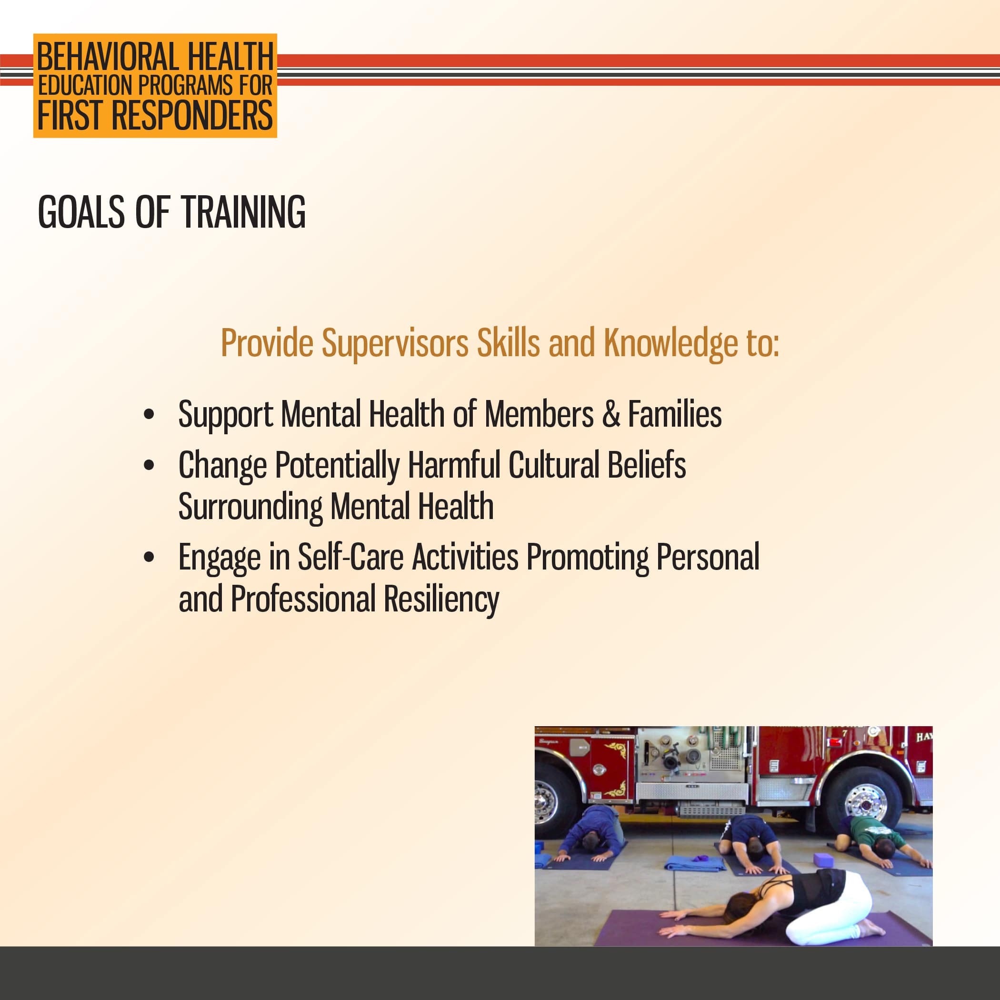 BEHAVIORAL HEALTH
EDUCATION PROGRAMS FOR
FIRST RESPONDERS
GOALS OF TRAINING
Provide Supervisors Skills and Knowledge to:
• Support Mental Health of Members & Families
• Change Potentially Harmful Cultural Beliefs
Surrounding Mental Health
• Engage in Self-Care Activities Promoting Personal
and Professional Resiliency
7